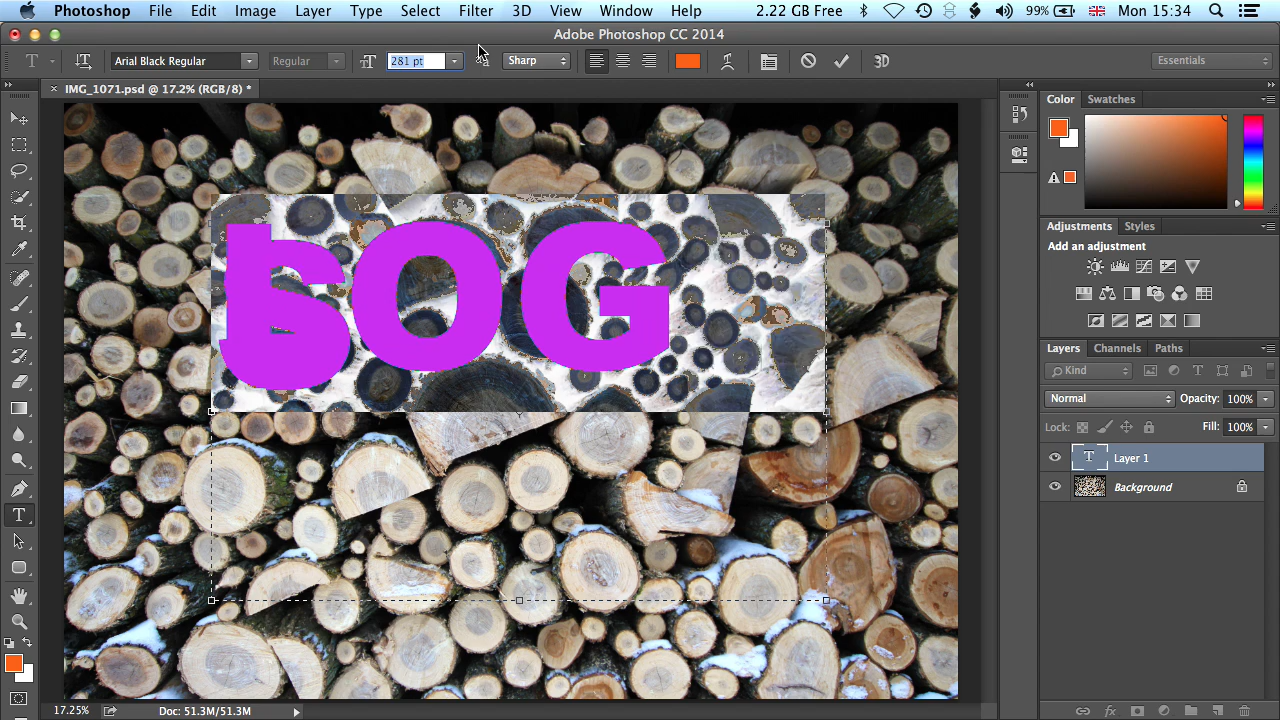 Photoshop File Edit Image Layer Type Select Filter 3D View Window Help 2.22 GB Free 99% Mon 15:34
Adobe Photoshop CC 2014
T Arial Black Regular Regular 281 pt Sharp 3D Essentials
× IMG_1071.psd @ 17.2% (RGB/8) *
LOG
S
17.25% Doc: 51.3M/51.3M
Color Swatches
Adjustments Styles
Add an adjustment
Layers Channels Paths
Kind
Normal Opacity: 100%
Lock: Fill: 100%
T Layer 1
Background